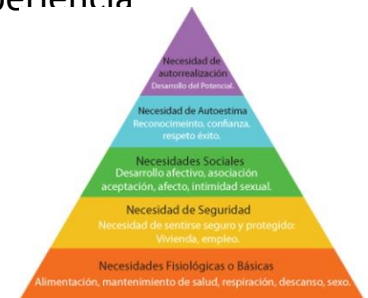 periencia
Necesidad de
autorrealización
Desarrollo del Potencial.
Necesidad de Autoestima
Reconocimeinto, confianza,
respeto éxito.
Necesidades Sociales
Desarrollo afectivo, asociación
aceptación, afecto, intimidad sexual.
Necesidad de Seguridad
Necesidad de sentirse seguro y protegido:
Vivienda, empleo.
Necesidades Fisiológicas o Básicas
Alimentación, mantenimiento de salud, respiración, descanso, sexo.